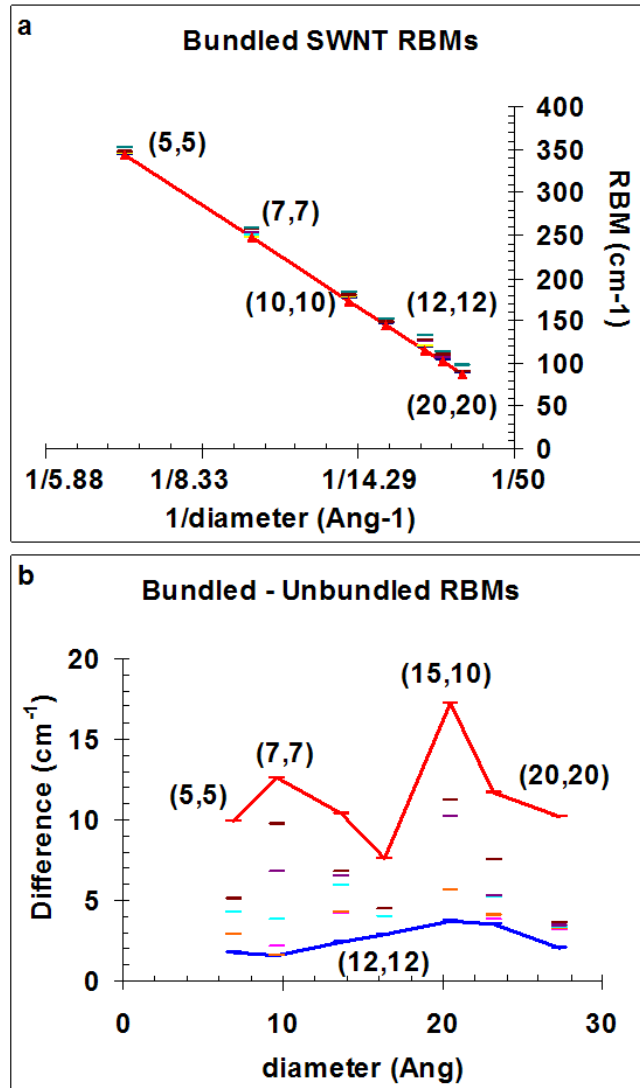 a
Bundled SWNT RBMs
400
(5,5)
350
300
(7,7)
250
200
(10,10)
(12,12)
150
100
(20,20)
50
0
RBM (cm-1)
1/5.88 1/8.33 1/14.29 1/50
1/diameter (Ang-1)
b
Bundled - Unbundled RBMs
20
(15,10)
15
(7,7)
(5,5)
(20,20)
10
5
(12,12)
0
Difference (cm-1)
0 10 20 30
diameter (Ang)